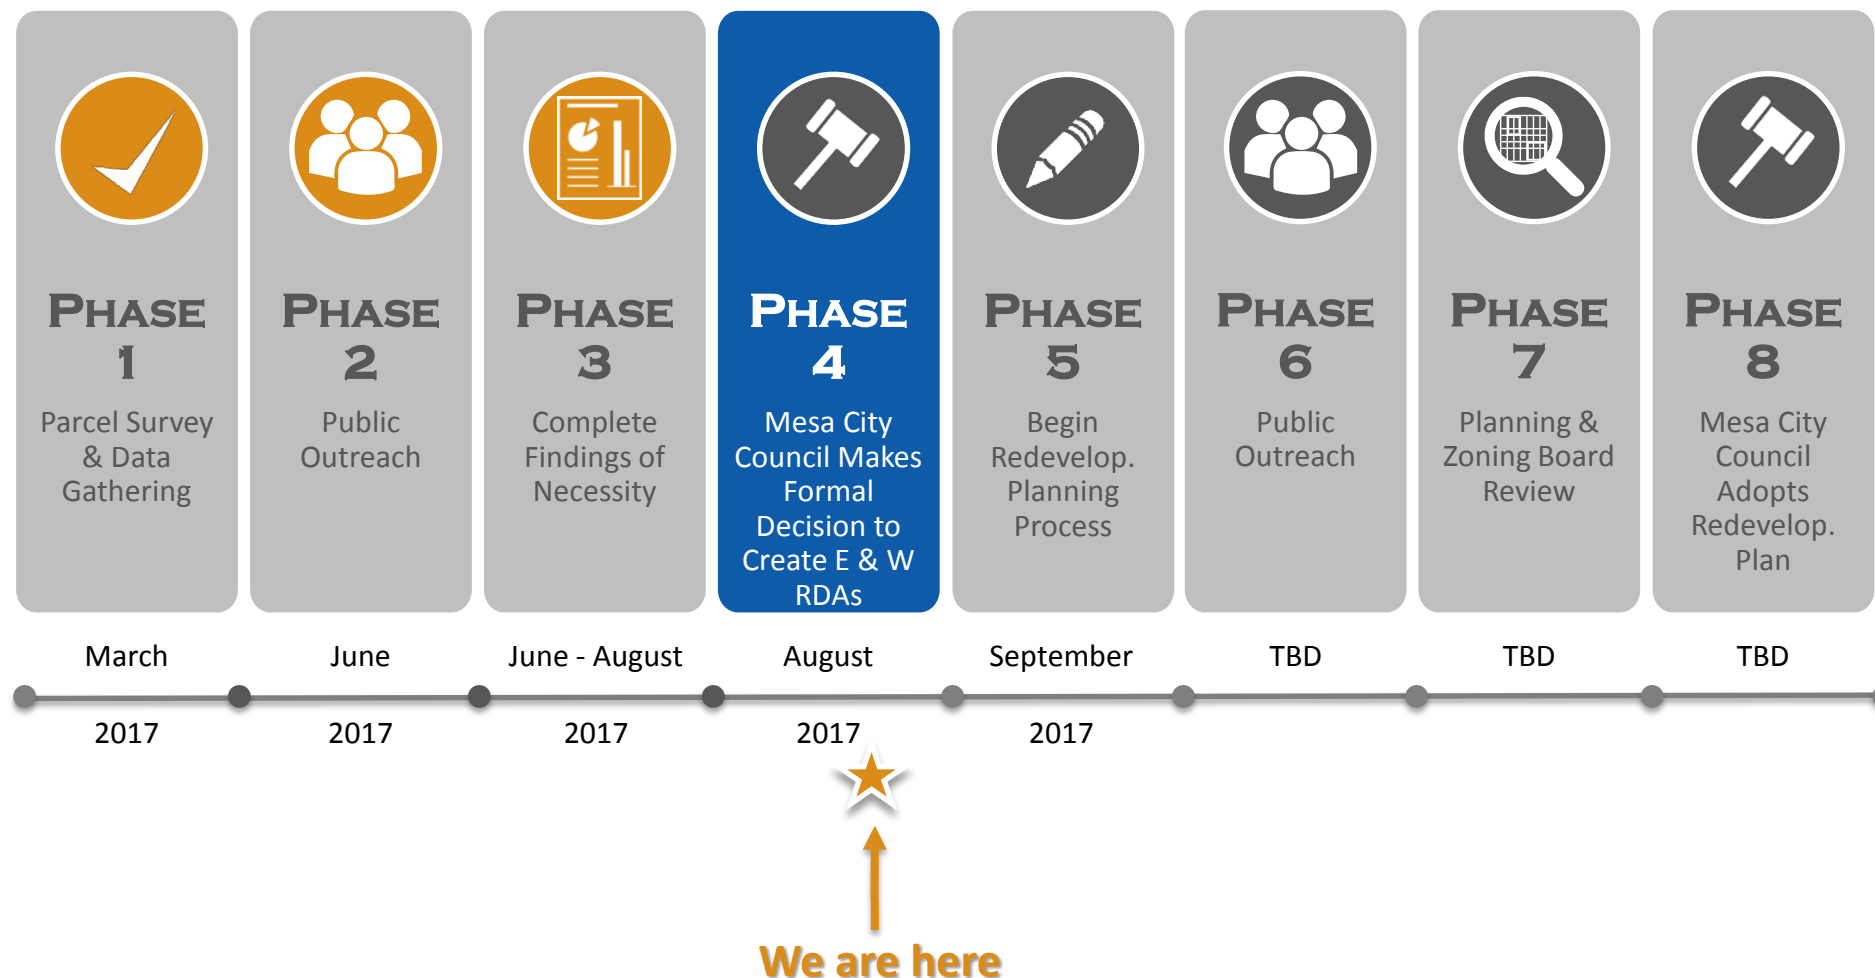 PHASE
1
Parcel Survey
& Data
Gathering
PHASE
2
Public
Outreach
PHASE
3
Complete
Findings of
Necessity
PHASE
4
Mesa City
Council Makes
Formal
Decision to
Create E & W
RDAs
PHASE
5
Begin
Redevelop.
Planning
Process
PHASE
6
Public
Outreach
PHASE
7
Planning &
Zoning Board
Review
PHASE
8
Mesa City
Council
Adopts
Redevelop.
Plan
March
June
June - August
August
September
TBD
TBD
TBD
2017
2017
2017
2017
2017
We are here